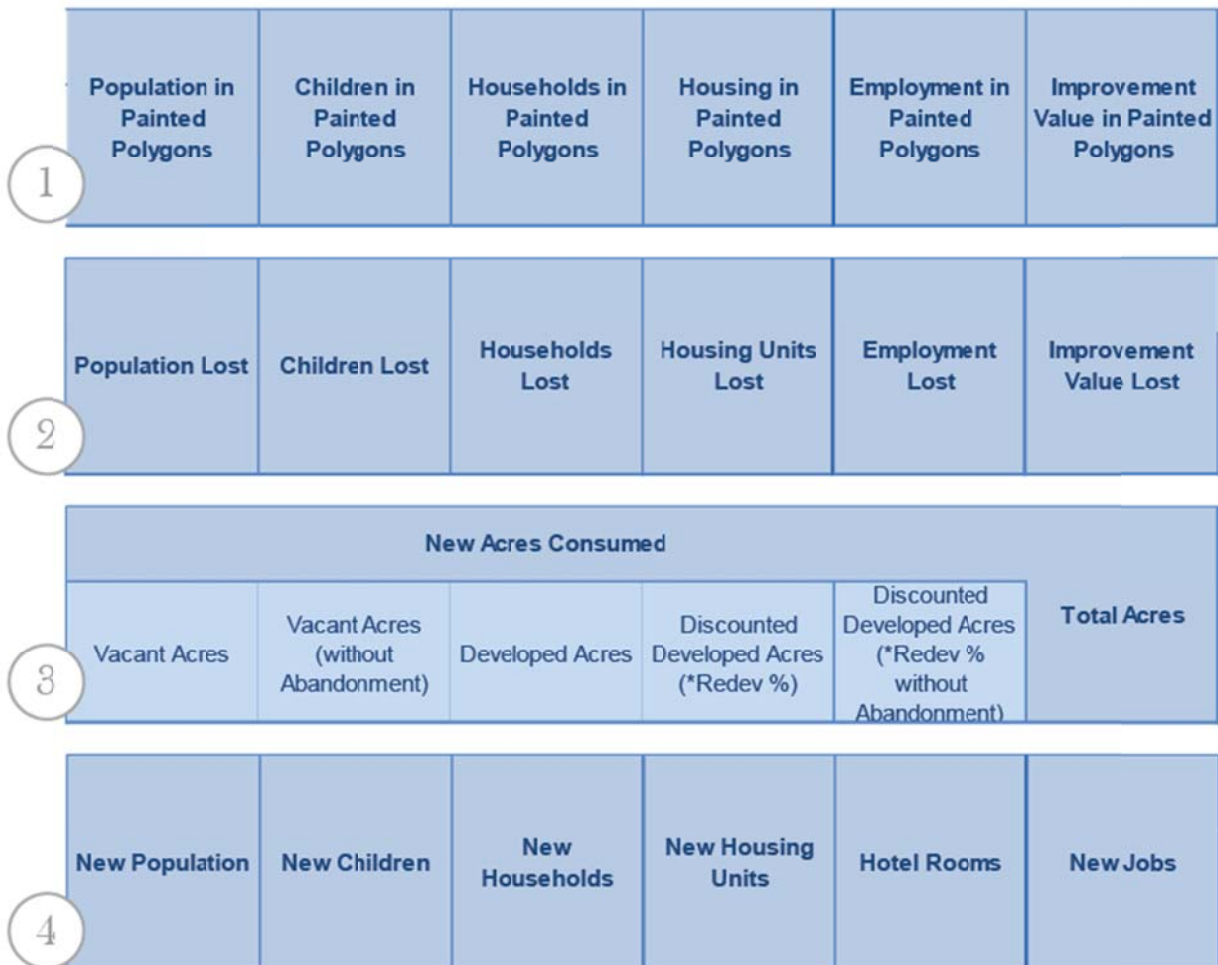 Population in
Painted
Polygons
Children in
Painted
Polygons
Households in
Painted
Polygons
Housing in
Painted
Polygons
Employment in
Painted
Polygons
Improvement
Value in Painted
Polygons
1
Population Lost
Children Lost
Households
Lost
Housing Units
Lost
Employment
Lost
Improvement
Value Lost
2
New Acres Consumed
Vacant Acres
Vacant Acres
(without
Abandonment)
Developed Acres
Discounted
Developed Acres
(*Redev %)
Discounted
Developed Acres
(*Redev %
without
Abandonment)
Total Acres
3
New Population
New Children
New
Households
New Housing
Units
Hotel Rooms
New Jobs
4